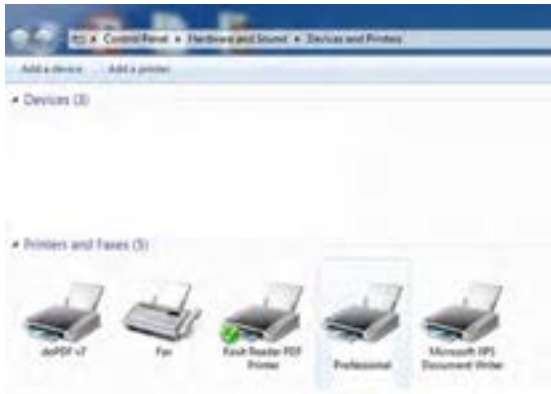 Control Panel ▸ Hardware and Sound ▸ Devices and Printers
Add a device Add a printer
Devices (3)
Printers and Faxes (5)
doPDF v7
Fax
Reader PDF
Printer
Professional
Microsoft XPS
Document Writer